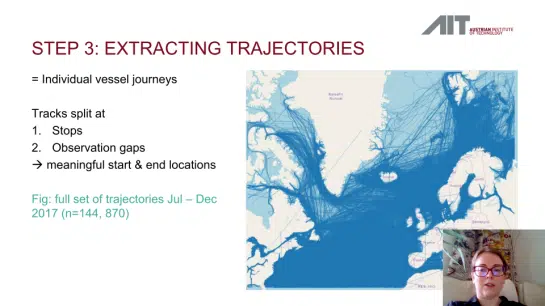 AIT
AUSTRIAN INSTITUTE
OF TECHNOLOGY
STEP 3: EXTRACTING TRAJECTORIES
= Individual vessel journeys
Tracks split at
1. Stops
2. Observation gaps
→ meaningful start & end locations
Fig: full set of trajectories Jul – Dec
2017 (n=144, 870)